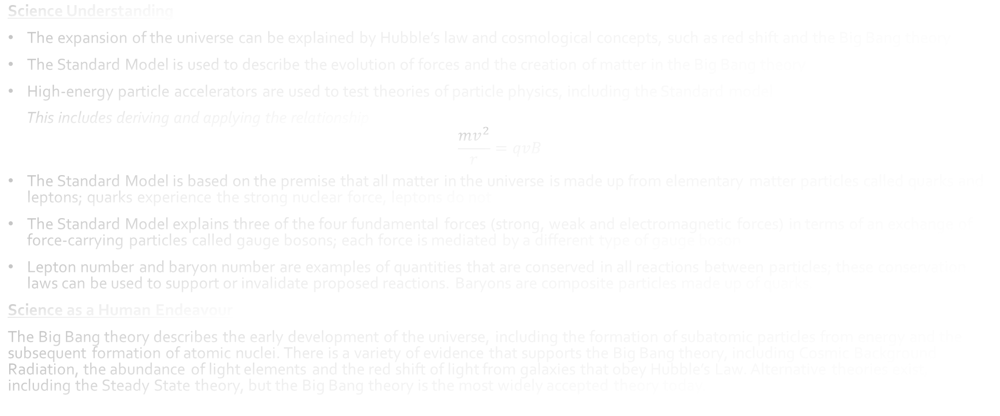 Science Understanding
• The expansion of the universe can be explained by Hubble’s law and cosmological concepts, such as red shift and the Big Bang theory
• The Standard Model is used to describe the evolution of forces and the creation of matter in the Big Bang theory
• High-energy particle accelerators are used to test theories of particle physics, including the Standard model
This includes deriving and applying the relationship
mv²/r = qvB
• The Standard Model is based on the premise that all matter in the universe is made up from elementary matter particles called quarks and
leptons; quarks experience the strong nuclear force, leptons do not
• The Standard Model explains three of the four fundamental forces (strong, weak and electromagnetic forces) in terms of an exchange of
force-carrying particles called gauge bosons; each force is mediated by a different type of gauge boson
• Lepton number and baryon number are examples of quantities that are conserved in all reactions between particles; these conservation
laws can be used to support or invalidate proposed reactions. Baryons are composite particles made up of quarks
Science as a Human Endeavour
The Big Bang theory describes the early development of the universe, including the formation of subatomic particles from energy and the
subsequent formation of atomic nuclei. There is a variety of evidence that supports the Big Bang theory, including Cosmic Background
Radiation, the abundance of light elements and the red shift of light from galaxies that obey Hubble’s Law. Alternative theories exist,
including the Steady State theory, but the Big Bang theory is the most widely accepted theory today